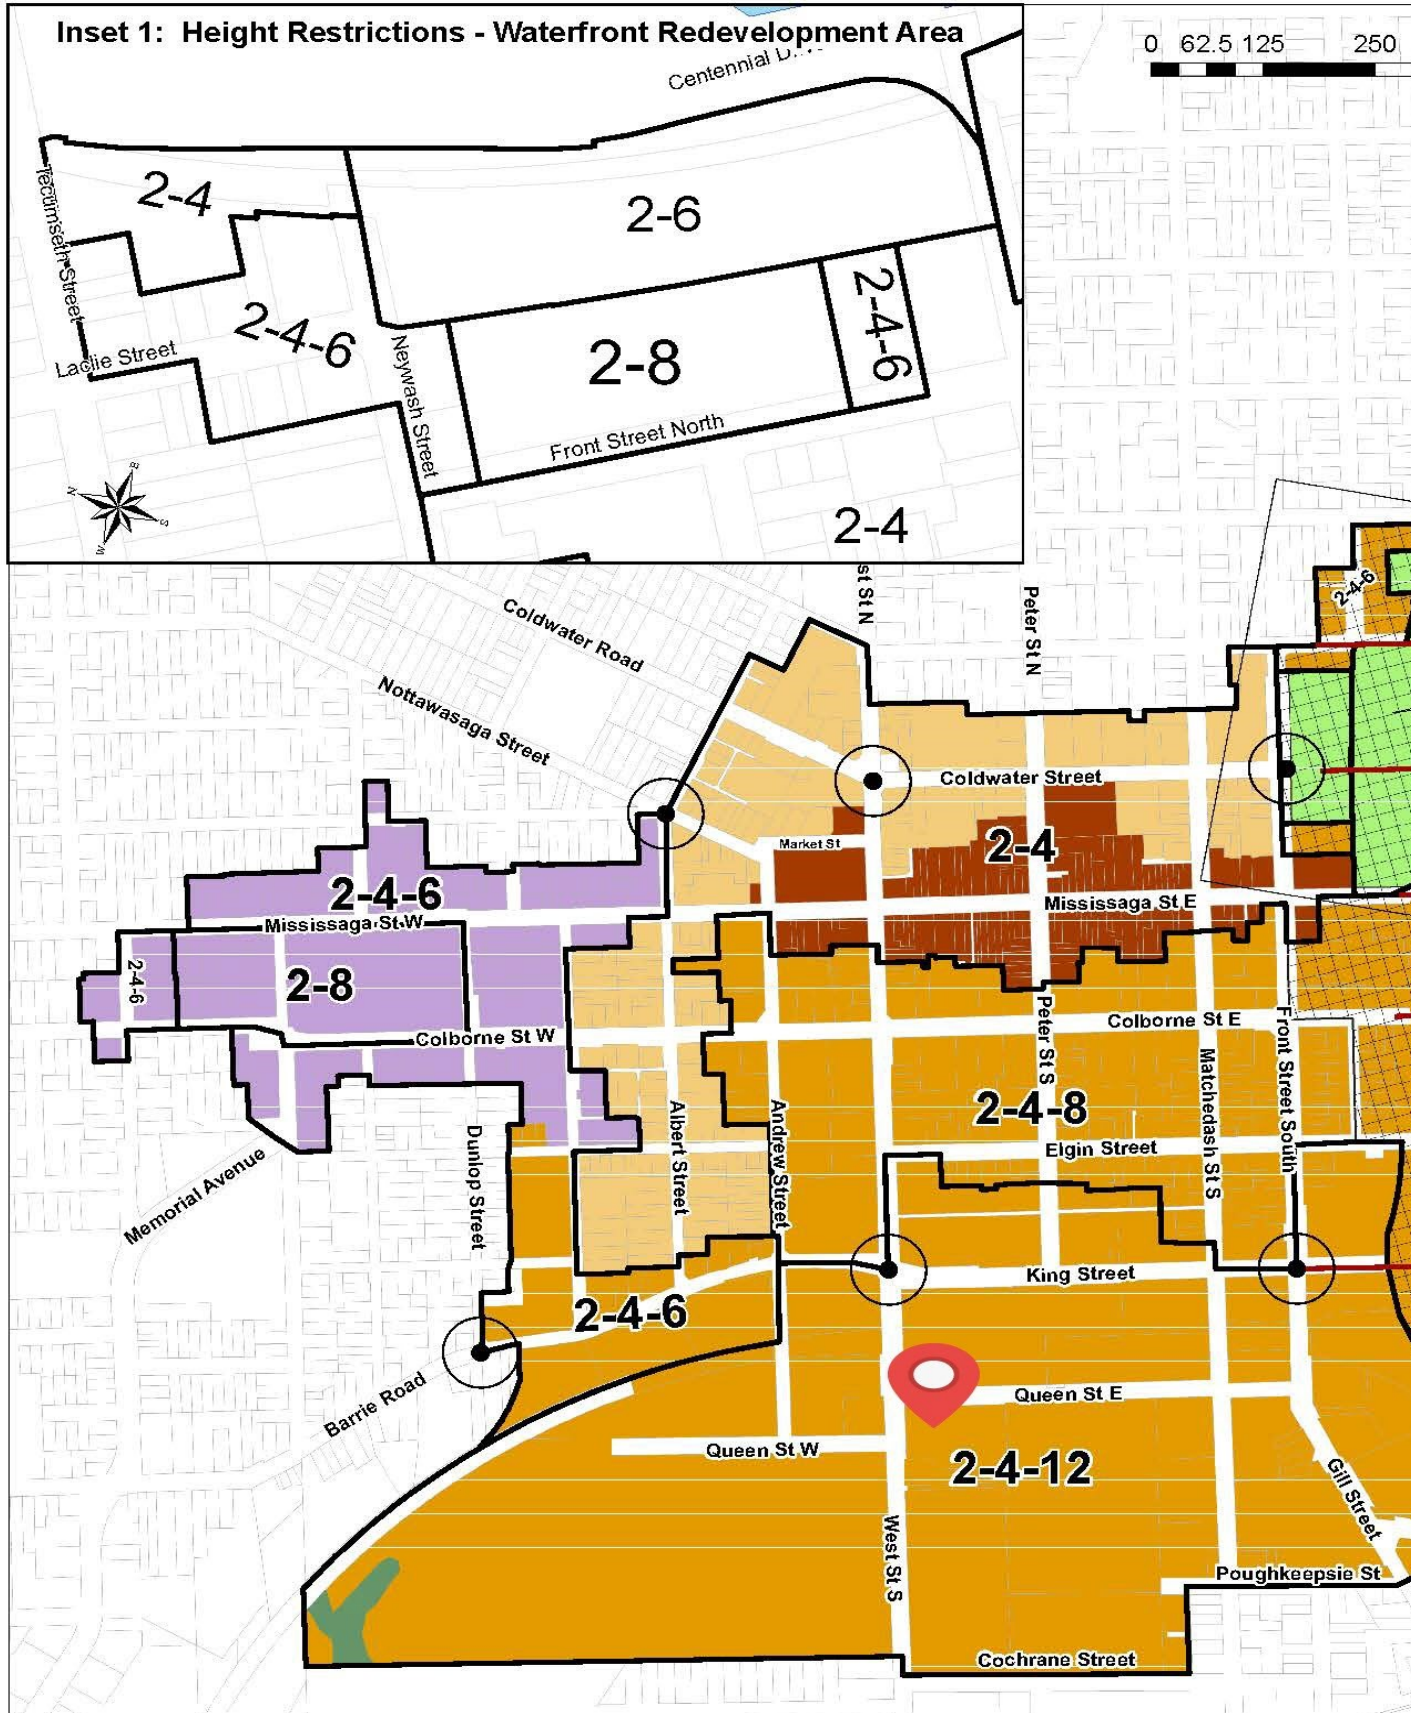 Inset 1: Height Restrictions - Waterfront Redevelopment Area
0 62.5 125 250
Centennial
Tecumseth Street
2-4
2-6
2-4-6
2-4-6
2-8
Laclie Street
Neywash Street
Front Street North
N
E
S
W
2-4
st St N
Peter St N
2-4-6
Coldwater Road
Nottawasaga Street
Coldwater Street
Market St
2-4
2-4-6
Mississaga St W
Mississaga St E
2-4-6
2-8
Colborne St W
Colborne St E
Peter St S
Front Street South
Matchedash St S
2-4-8
Albert Street
Andrew Street
Dunlop Street
Elgin Street
Memorial Avenue
King Street
2-4-6
Barrie Road
Queen St E
Queen St W
2-4-12
Gill Street
West St S
Poughkeepsie St
Cochrane Street